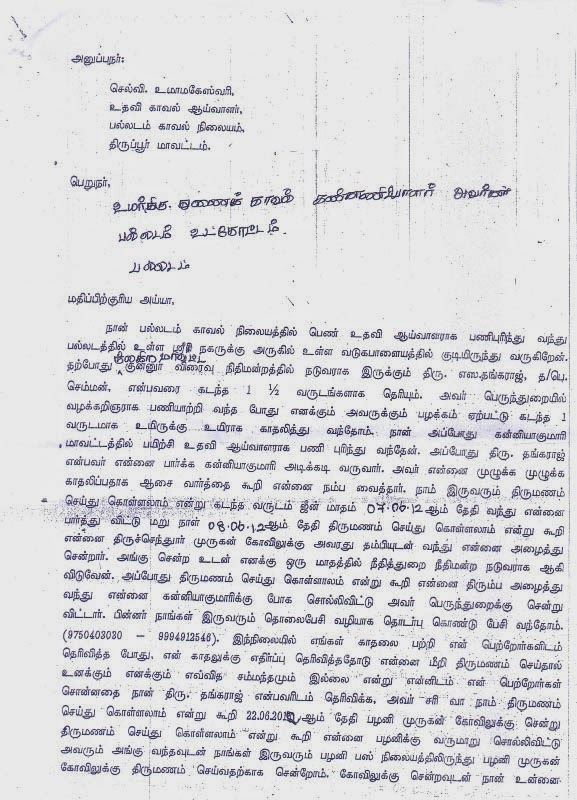 அனுப்புநர்:
செல்வி. உமாமகேஸ்வரி,
உதவி காவல் ஆய்வாளர்,
பல்லடம் காவல் நிலையம்,
திருப்பூர் மாவட்டம்.
பெறுநர்,
உயர்திரு. துணைக் காவல் கண்காணிப்பாளர் அவர்கள்
பல்லடம் உட்கோட்டம்.
பல்லடம்
மதிப்பிற்குரிய அய்யா,
நான் பல்லடம் காவல் நிலையத்தில் பெண் உதவி ஆய்வாளராக பணிபுரிந்து வந்து
பல்லடத்தில் உள்ள நகருக்கு அருகில் உள்ள வடுகபாளையத்தில் குடியிருந்து வருகிறேன்.
நீலகிரி மாவட்ட
தற்போது குன்னூர் விரைவு நிதிமன்றத்தில் நடுவராக இருக்கும் திரு. எஸ.தங்கராஜ், த/பெ.
செம்மன், என்பவரை கடந்த 1 ½ வருடங்களாக தெரியும். அவர் பெருந்துறையில்
வழக்கறிஞராக பணியாற்றி வந்த போது எனக்கும் அவருக்கும் பழக்கம் ஏற்பட்டு கடந்த 1
வருடமாக உயிருக்கு உயிராக காதலித்து வந்தோம். நான் அப்போது கன்னியாகுமாரி
மாவட்டத்தில் பயிற்சி உதவி ஆய்வாளராக பணி புரிந்து வந்தேன். அப்போது திரு. தங்கராஜ்
என்பவர் என்னை பார்க்க கன்னியாகுமாரி அடிக்கடி வருவார். அவர் என்னை முழுக்க முழுக்க
காதலிப்பதாக ஆசை வார்த்தை கூறி என்னை நம்ப வைத்தார். நாம் இருவரும் திருமணம்
செய்து கொள்ளலாம் என்று கடந்த வருடம் ஜீன் மாதம் 07.06.12 ஆம் தேதி வந்து என்னை
பார்த்து விட்டு மறு நாள் 08.06.12ஆம் தேதி திருமணம் செய்து கொள்ளலாம் என்று கூறி
என்னை திருச்செந்தூர் முருகன் கோவிலுக்கு அவரது தம்பியுடன் வந்து என்னை அழைத்து
சென்றார். அங்கு சென்ற உடன் எனக்கு ஒரு மாதத்தில் நீதித்துறை நீதிமன்ற நடுவராக ஆகி
விடுவேன். அப்போது திருமணம் செய்து கொள்ளாலம் என்று கூறி என்னை திரும்ப அழைத்து
வந்து என்னை கன்னியாகுமாரிக்கு போக சொல்லிவிட்டு அவர் பெருந்துறைக்கு சென்று
விட்டார். பின்னர் நாங்கள் இருவரும் தொலைபேசி வழியாக தொடர்பு கொண்டு பேசி வந்தோம்.
(9750403030 – 9994912546). இந்நிலையில் எங்கள் காதலை பற்றி என் பெற்றோர்களிடம்
தெரிவித்த போது, என் காதலுக்கு எதிர்ப்பு தெரிவித்ததோடு என்னை மீறி திருமணம் செய்தால்
உனக்கும் எனக்கும் எவ்வித சம்மந்தமும் இல்லை என்று என்னிடம் என் பெற்றோர்கள்
சொன்னதை நான் திரு. தங்கராஜ் என்பவரிடம் தெரிவிக்க, அவர் சரி வா நாம் திருமணம்
செய்து கொள்ளலாம் என்று கூறி 22.06.2012 ஆம் தேதி பழனி முருகன் கோவிலுக்கு சென்று
திருமணம் செய்து கொள்ளலாம் என்று கூறி என்னை பழனிக்கு வருமாறு சொல்லிவிட்டு
அவரும் அங்கு வந்தவுடன் நாங்கள் இருவரும் பழனி பஸ் நிலையத்திலிருந்து பழனி முருகன்
கோவிலுக்கு திருமணம் செய்வதற்காக சென்றோம். கோவிலுக்கு சென்றவுடன் நான் உன்னை